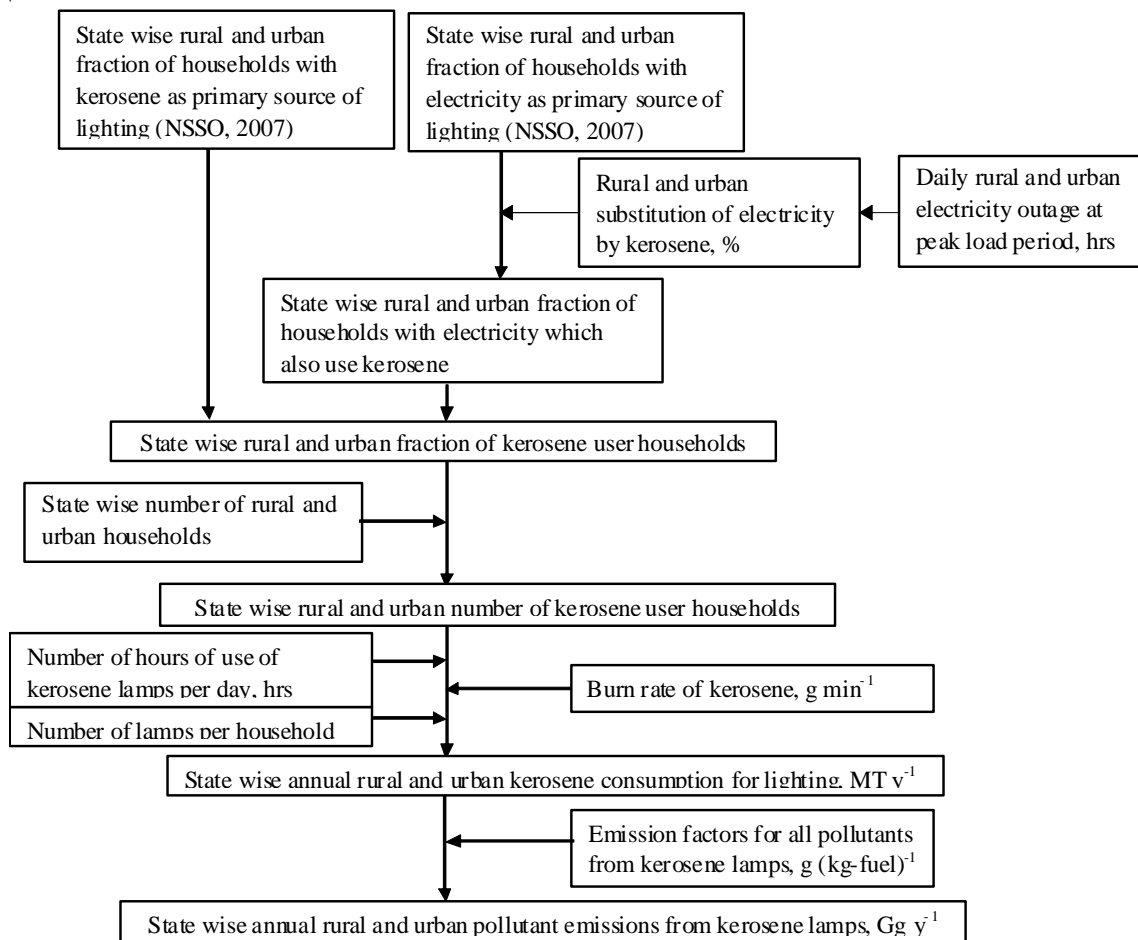 State wise rural and urban
fraction of households with
kerosene as primary source of
lighting (NSSO, 2007)
State wise rural and urban
fraction of households with
electricity as primary source of
lighting (NSSO, 2007)
Rural and urban
substitution of electricity
by kerosene, %
Daily rural and urban
electricity outage at
peak load period, hrs
State wise rural and urban fraction of
households with electricity which
also use kerosene
State wise rural and urban fraction of kerosene user households
State wise number of rural and
urban households
State wise rural and urban number of kerosene user households
Number of hours of use of
kerosene lamps per day, hrs
Burn rate of kerosene, g min⁻¹
Number of lamps per household
State wise annual rural and urban kerosene consumption for lighting, MT y⁻¹
Emission factors for all pollutants
from kerosene lamps, g (kg-fuel)⁻¹
State wise annual rural and urban pollutant emissions from kerosene lamps, Gg y⁻¹